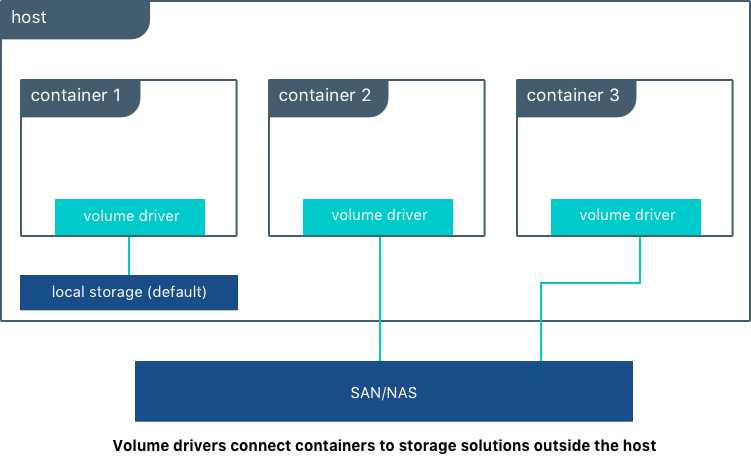 host
container 1
container 2
container 3
volume driver
volume driver
volume driver
local storage (default)
SAN/NAS
Volume drivers connect containers to storage solutions outside the host